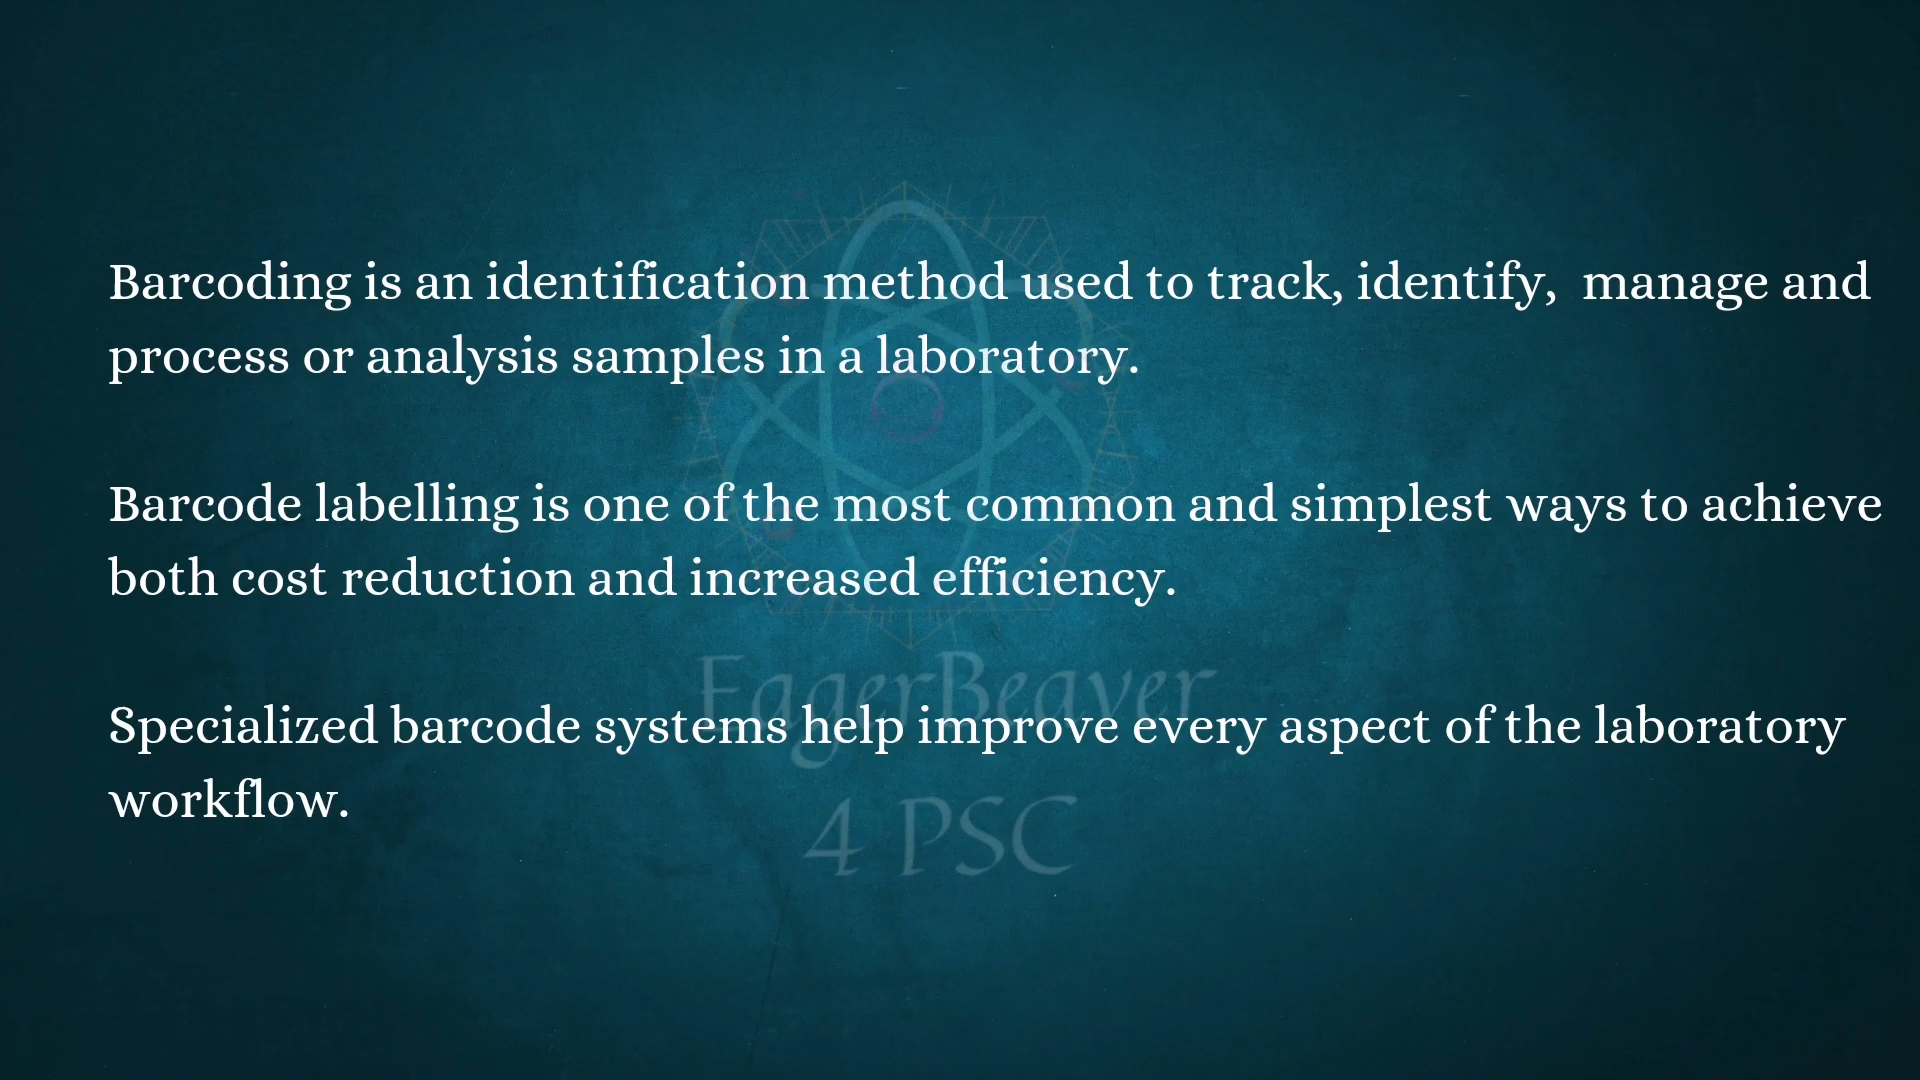 Barcoding is an identification method used to track, identify,  manage and
process or analysis samples in a laboratory.
Barcode labelling is one of the most common and simplest ways to achieve
both cost reduction and increased efficiency.
EagerBeaver
Specialized barcode systems help improve every aspect of the laboratory
workflow.
4 PSC